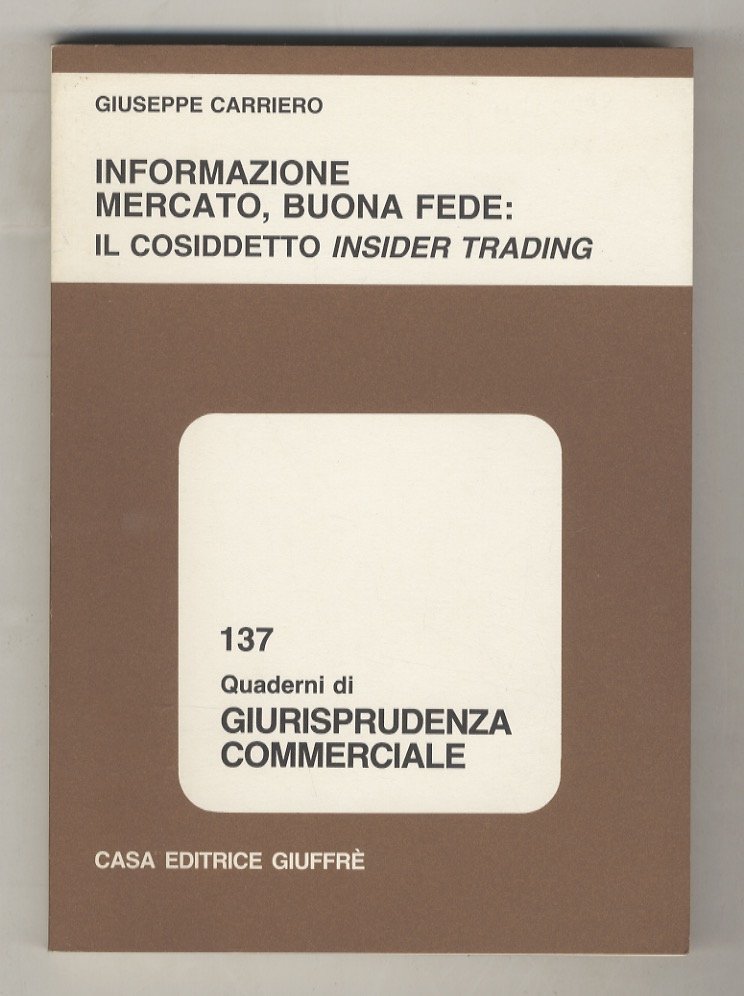 GIUSEPPE CARRIERO
INFORMAZIONE
MERCATO, BUONA FEDE:
IL COSIDDETTO INSIDER TRADING
137
Quaderni di
GIURISPRUDENZA
COMMERCIALE
CASA EDITRICE GIUFFRÈ